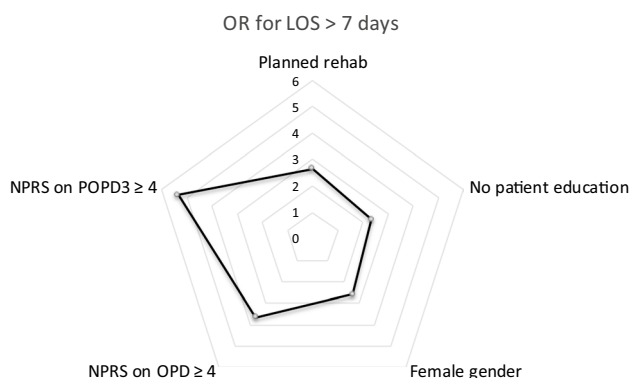 OR for LOS > 7 days
Planned rehab
6
5
4
3
2
1
0
NPRS on POPD3 ≥ 4
No patient education
NPRS on OPD ≥ 4
Female gender